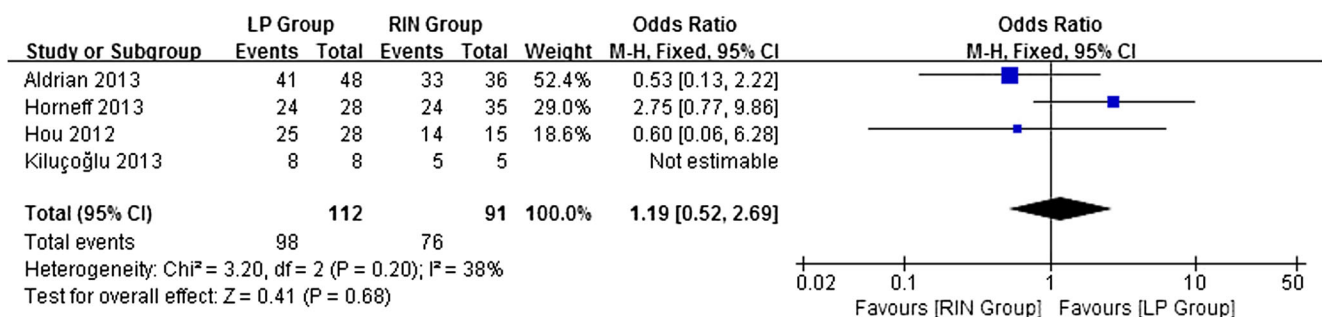 LP Group RIN Group Odds Ratio Odds Ratio
Study or Subgroup Events Total Events Total Weight M-H, Fixed, 95% CI M-H, Fixed, 95% CI
Aldrian 2013 41 48 33 36 52.4% 0.53 [0.13, 2.22]
Horneff 2013 24 28 24 35 29.0% 2.75 [0.77, 9.86]
Hou 2012 25 28 14 15 18.6% 0.60 [0.06, 6.28]
Kiluçoğlu 2013 8 8 5 5 Not estimable
Total (95% CI) 112 91 100.0% 1.19 [0.52, 2.69]
Total events 98 76
Heterogeneity: Chi² = 3.20, df = 2 (P = 0.20); I² = 38%
Test for overall effect: Z = 0.41 (P = 0.68)
0.02 0.1 1 10 50
Favours [RIN Group] Favours [LP Group]